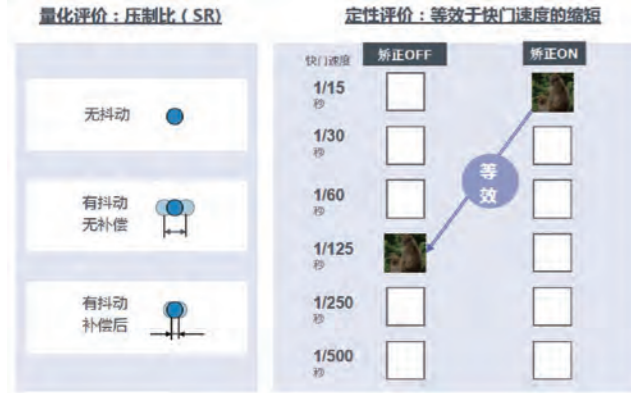 量化评价：压制比（SR）
无抖动
有抖动
无补偿
有抖动
补偿后
定性评价：等效于快门速度的缩短
快门速度
矫正OFF
矫正ON
1/15
秒
1/30
秒
1/60
秒
1/125
秒
1/250
秒
1/500
秒
等
效